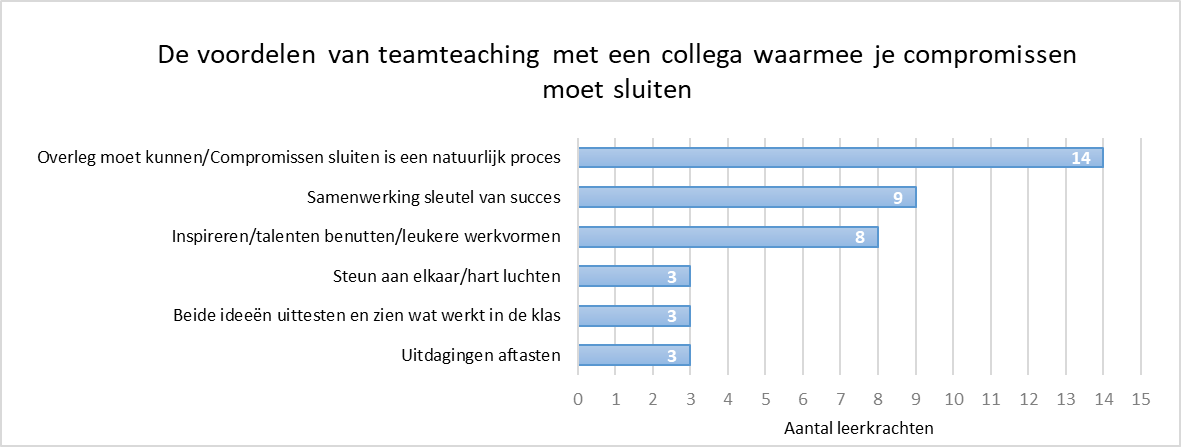 De voordelen van teamteaching met een collega waarmee je compromissen
moet sluiten
Overleg moet kunnen/Compromissen sluiten is een natuurlijk proces
14
Samenwerking sleutel van succes
9
Inspireren/talenten benutten/leukere werkvormen
8
Steun aan elkaar/hart luchten
3
Beide ideeën uittesten en zien wat werkt in de klas
3
Uitdagingen aftasten
3
0 1 2 3 4 5 6 7 8 9 10 11 12 13 14 15
Aantal leerkrachten